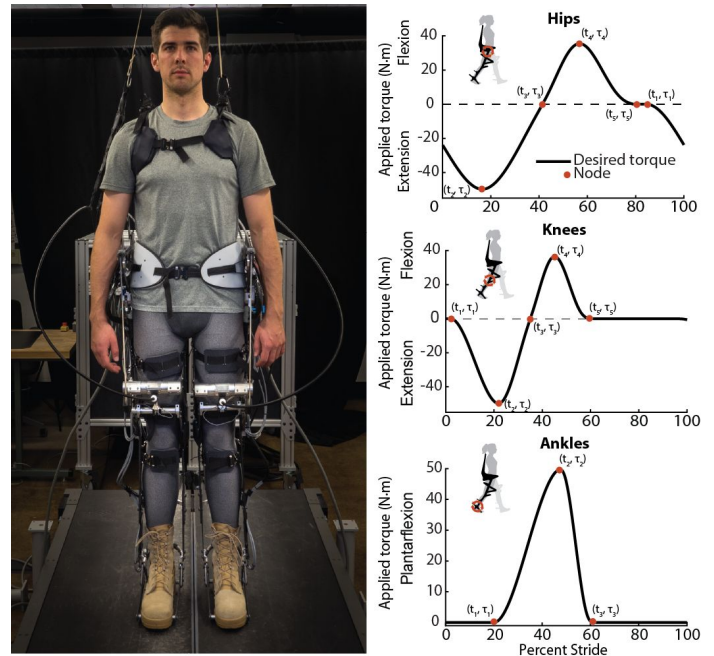 Hips
Applied torque (N·m)
Extension Flexion
40
20
0
-20
-40
(t₄, τ₄)
(t₃, τ₃)
(t₅, τ₅)
(t₁, τ₁)
(t₂, τ₂)
Desired torque
Node
0 20 40 60 80 100
Knees
Applied torque (N·m)
Extension Flexion
40
20
0
-20
-40
(t₄, τ₄)
(t₁, τ₁)
(t₅, τ₅)
(t₃, τ₃)
(t₂, τ₂)
0 20 40 60 80 100
Ankles
Applied torque (N·m)
Plantarflexion
50
40
30
20
10
0
(t₂, τ₂)
(t₁, τ₁)
(t₃, τ₃)
0 20 40 60 80 100
Percent Stride